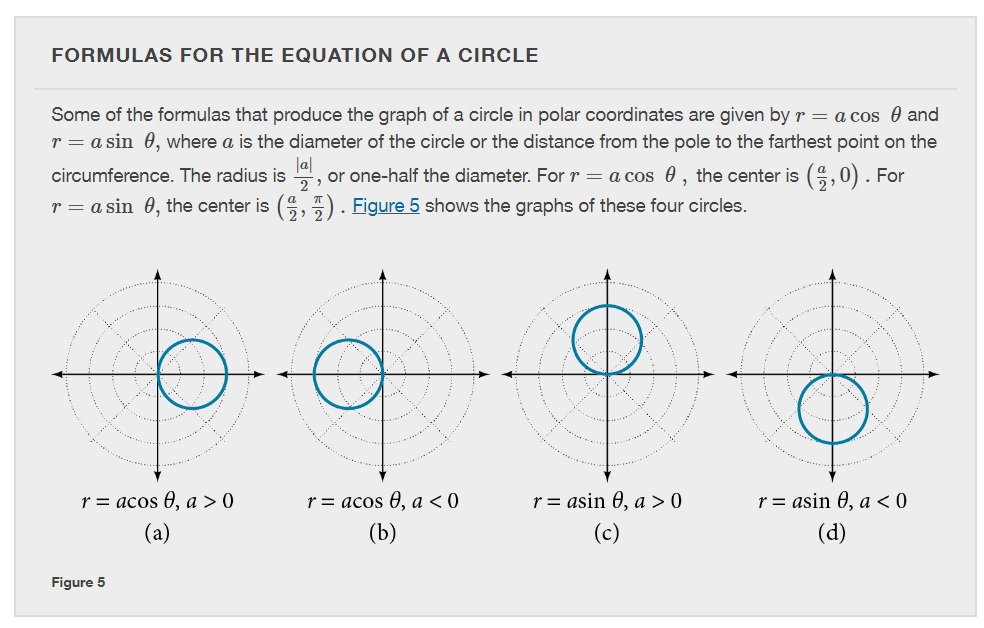 FORMULAS FOR THE EQUATION OF A CIRCLE
Some of the formulas that produce the graph of a circle in polar coordinates are given by r = a cos θ and
r = a sin θ, where a is the diameter of the circle or the distance from the pole to the farthest point on the
circumference. The radius is |a|/2, or one-half the diameter. For r = a cos θ , the center is (a/2, 0) . For
r = a sin θ, the center is (a/2, π/2) . Figure 5 shows the graphs of these four circles.
r = acos θ, a > 0 r = acos θ, a < 0 r = asin θ, a > 0 r = asin θ, a < 0
(a) (b) (c) (d)
Figure 5